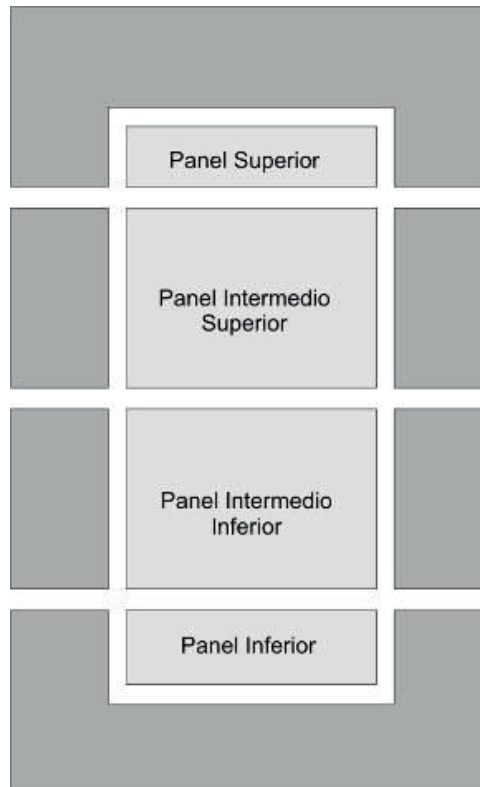 Panel Superior
Panel Intermedio
Superior
Panel Intermedio
Inferior
Panel Inferior